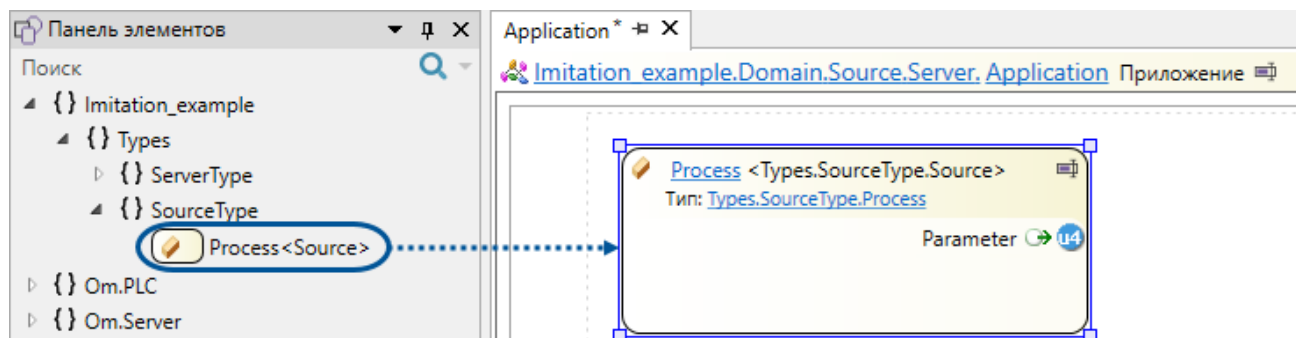 Панель элементов
Поиск
{} Imitation_example
{} Types
{} ServerType
{} SourceType
Process<Source>
{} Om.PLC
{} Om.Server
Application*
Imitation_example.Domain.Source.Server. Application Приложение
Process <Types.SourceType.Source>
Тип: Types.SourceType.Process
Parameter u4